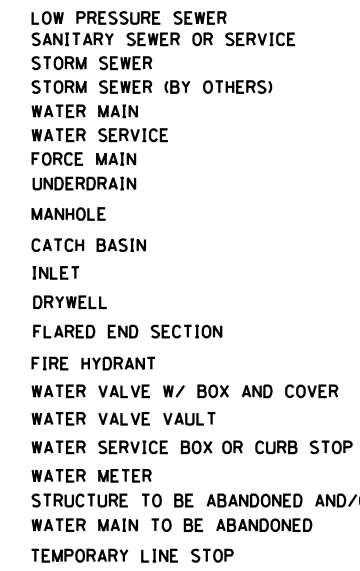 LOW PRESSURE SEWER
SANITARY SEWER OR SERVICE
STORM SEWER
STORM SEWER (BY OTHERS)
WATER MAIN
WATER SERVICE
FORCE MAIN
UNDERDRAIN
MANHOLE
CATCH BASIN
INLET
DRYWELL
FLARED END SECTION
FIRE HYDRANT
WATER VALVE W/ BOX AND COVER
WATER VALVE VAULT
WATER SERVICE BOX OR CURB STOP
WATER METER
STRUCTURE TO BE ABANDONED AND/
WATER MAIN TO BE ABANDONED
TEMPORARY LINE STOP